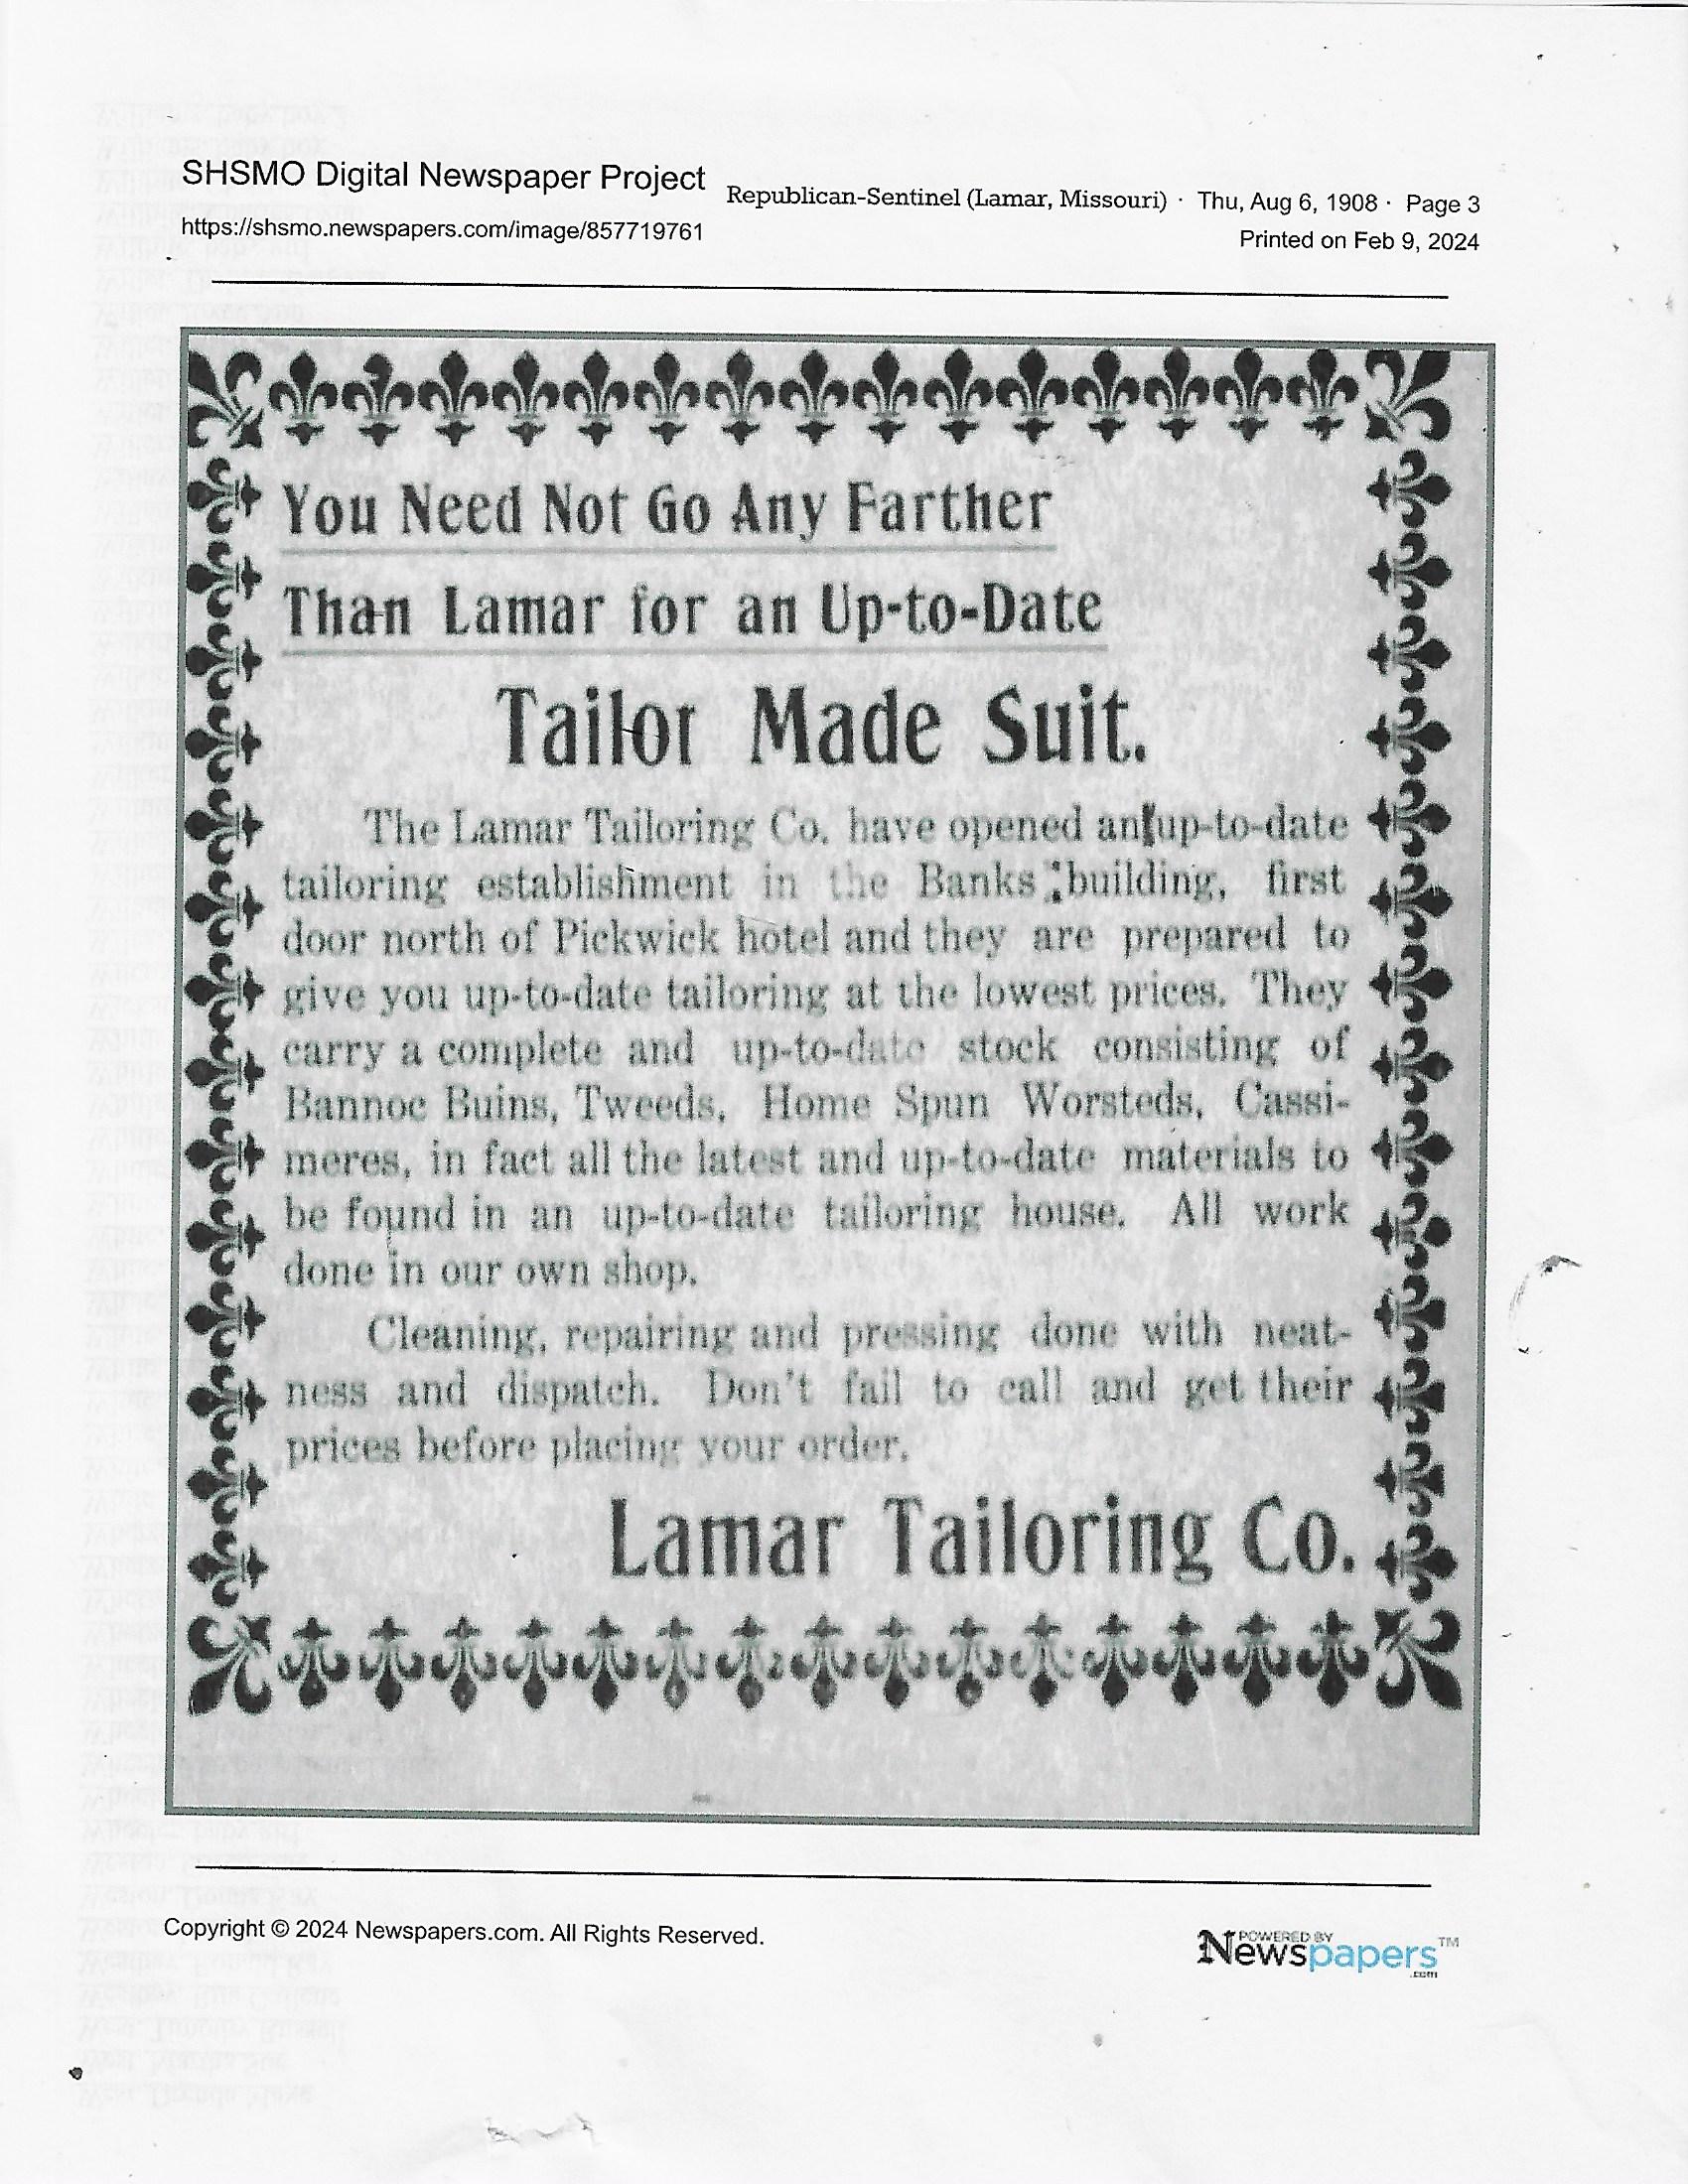 SHSMO Digital Newspaper Project
https://shsmo.newspapers.com/image/857719761
Republican-Sentinel (Lamar, Missouri) · Thu, Aug 6, 1908 · Page 3
Printed on Feb 9, 2024
You Need Not Go Any Farther
Than Lamar for an Up-to-Date
Tailor Made Suit.
The Lamar Tailoring Co. have opened an up-to-date
tailoring establishment in the Banks building, first
door north of Pickwick hotel and they are prepared to
give you up-to-date tailoring at the lowest prices. They
carry a complete and up-to-date stock consisting of
Bannoc Buins, Tweeds, Home Spun Worsteds, Cassi-
meres, in fact all the latest and up-to-date materials to
be found in an up-to-date tailoring house. All work
done in our own shop.
Cleaning, repairing and pressing done with neat-
ness and dispatch. Don't fail to call and get their
prices before placing your order.
Lamar Tailoring Co.
Copyright © 2024 Newspapers.com. All Rights Reserved.
POWERED BY
Newspapers™
.com